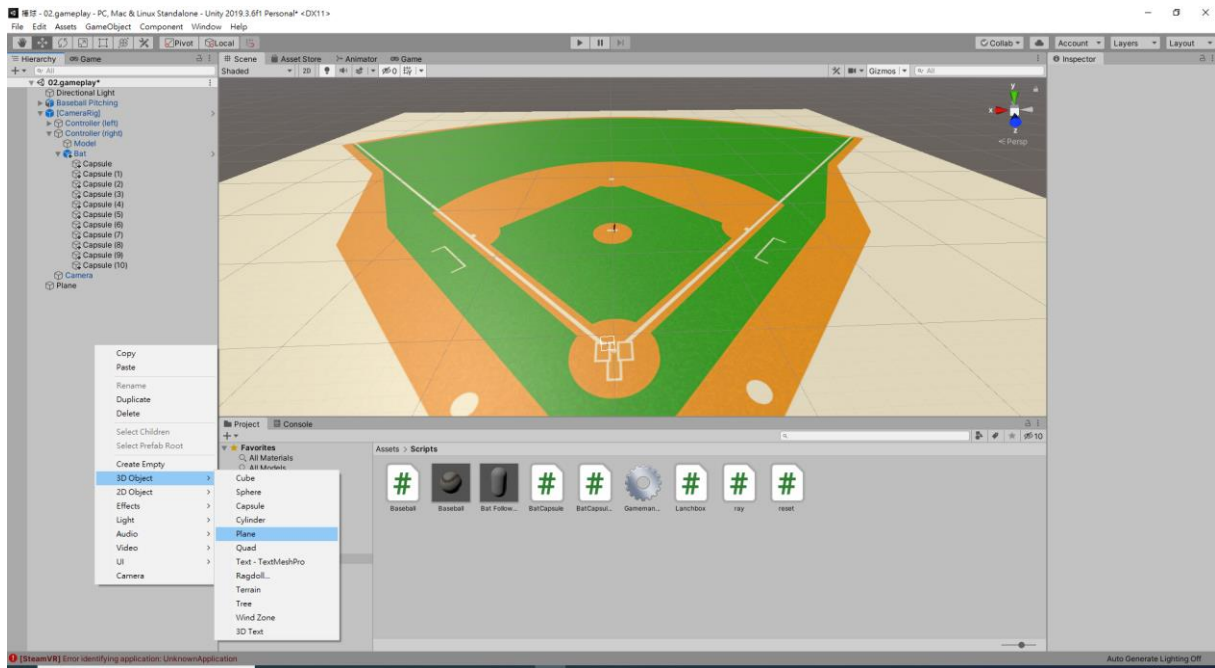 棒球 - 02.gameplay - PC, Mac & Linux Standalone - Unity 2019.3.6f1 Personal* <DX11>
File Edit Assets GameObject Component Window Help
Pivot Local Collab Account Layers Layout
Hierarchy Game Scene Asset Store Animator Game Inspector
All Shaded 2D 0 Gizmos All
02.gameplay*
Directional Light
Baseball Pitching
[CameraRig]
Controller (left)
Controller (right)
Model
Bat
Capsule
Capsule (1)
Capsule (2)
Capsule (3)
Capsule (4)
Capsule (5)
Capsule (6)
Capsule (7)
Capsule (8)
Capsule (9)
Capsule (10)
Camera
Plane
y
x
z
Persp
Copy
Paste
Rename
Duplicate
Delete
Select Children
Select Prefab Root
Create Empty
3D Object
2D Object
Effects
Light
Audio
Video
UI
Camera
Cube
Sphere
Capsule
Cylinder
Plane
Quad
Text - TextMeshPro
Ragdoll...
Terrain
Tree
Wind Zone
3D Text
Project Console
10
Favorites
All Materials
All Models
Assets > Scripts
Baseball Baseball Bat Follow... BatCapsule BatCapsul... Gameman... Lanchbox ray reset
[SteamVR] Error identifying application: UnknownApplication
Auto Generate Lighting Off